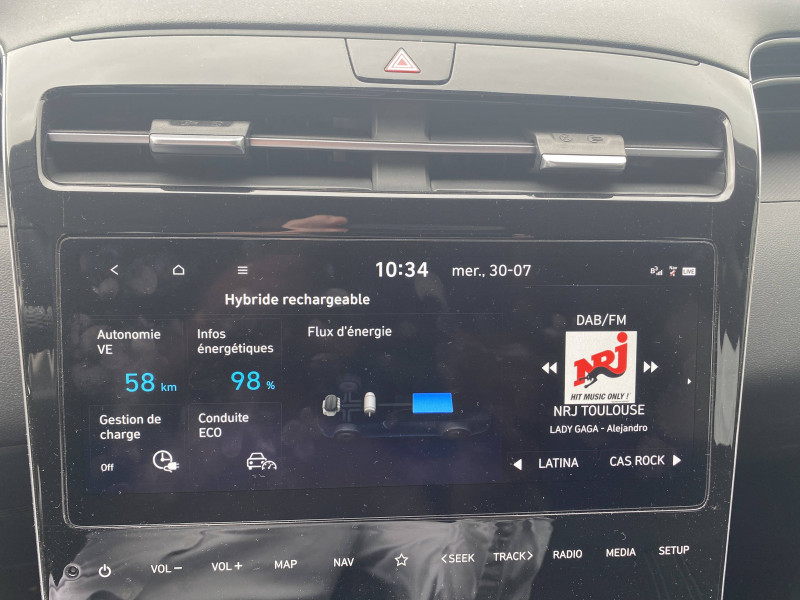 10:34 mer., 30-07
LIVE
Hybride rechargeable
Autonomie
VE
58 km
Infos
énergétiques
98 %
Flux d'énergie
Gestion de
charge
Off
Conduite
ECO
DAB/FM
NRJ
HIT MUSIC ONLY !
NRJ TOULOUSE
LADY GAGA - Alejandro
LATINA CAS ROCK
VOL− VOL+ MAP NAV <SEEK TRACK> RADIO MEDIA SETUP